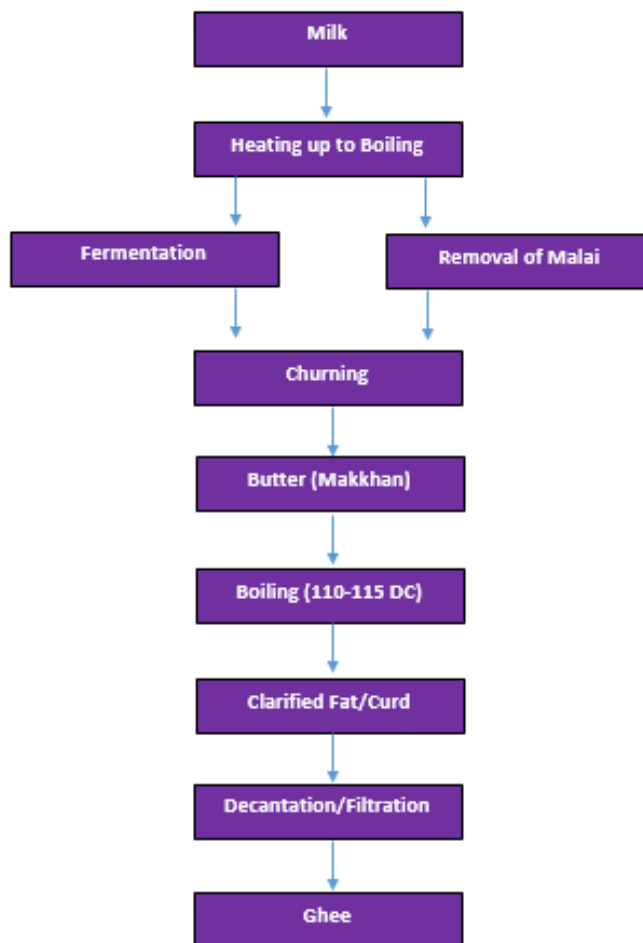 Milk
Heating up to Boiling
Fermentation
Removal of Malai
Churning
Butter (Makkhan)
Boiling (110-115 DC)
Clarified Fat/Curd
Decantation/Filtration
Ghee